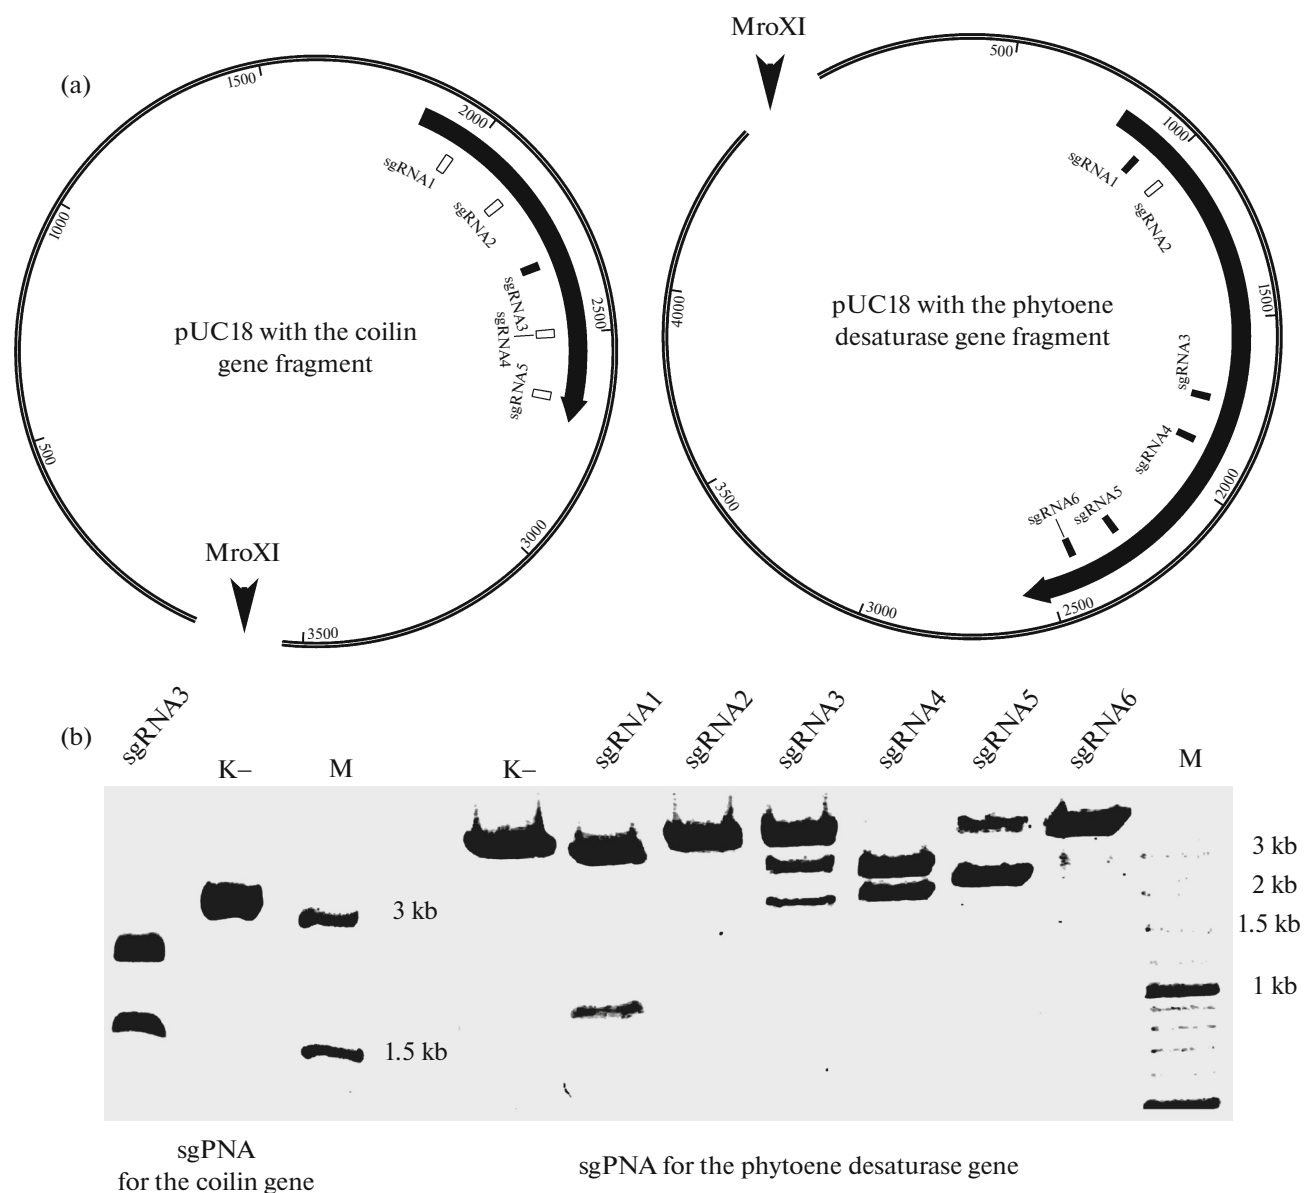 (a)
MroXI
1500
2000
1000
2500
500
3000
3500
sgRNA1
sgRNA2
sgRNA3
sgRNA4
sgRNA5
pUC18 with the coilin
gene fragment
MroXI
500
1000
1500
4000
3500
2000
3000
2500
sgRNA1
sgRNA2
sgRNA3
sgRNA4
sgRNA5
sgRNA6
pUC18 with the phytoene
desaturase gene fragment
(b)
sgRNA3
K–
M
K–
sgRNA1
sgRNA2
sgRNA3
sgRNA4
sgRNA5
sgRNA6
M
3 kb
1.5 kb
3 kb
2 kb
1.5 kb
1 kb
sgPNA
for the coilin gene
sgPNA for the phytoene desaturase gene